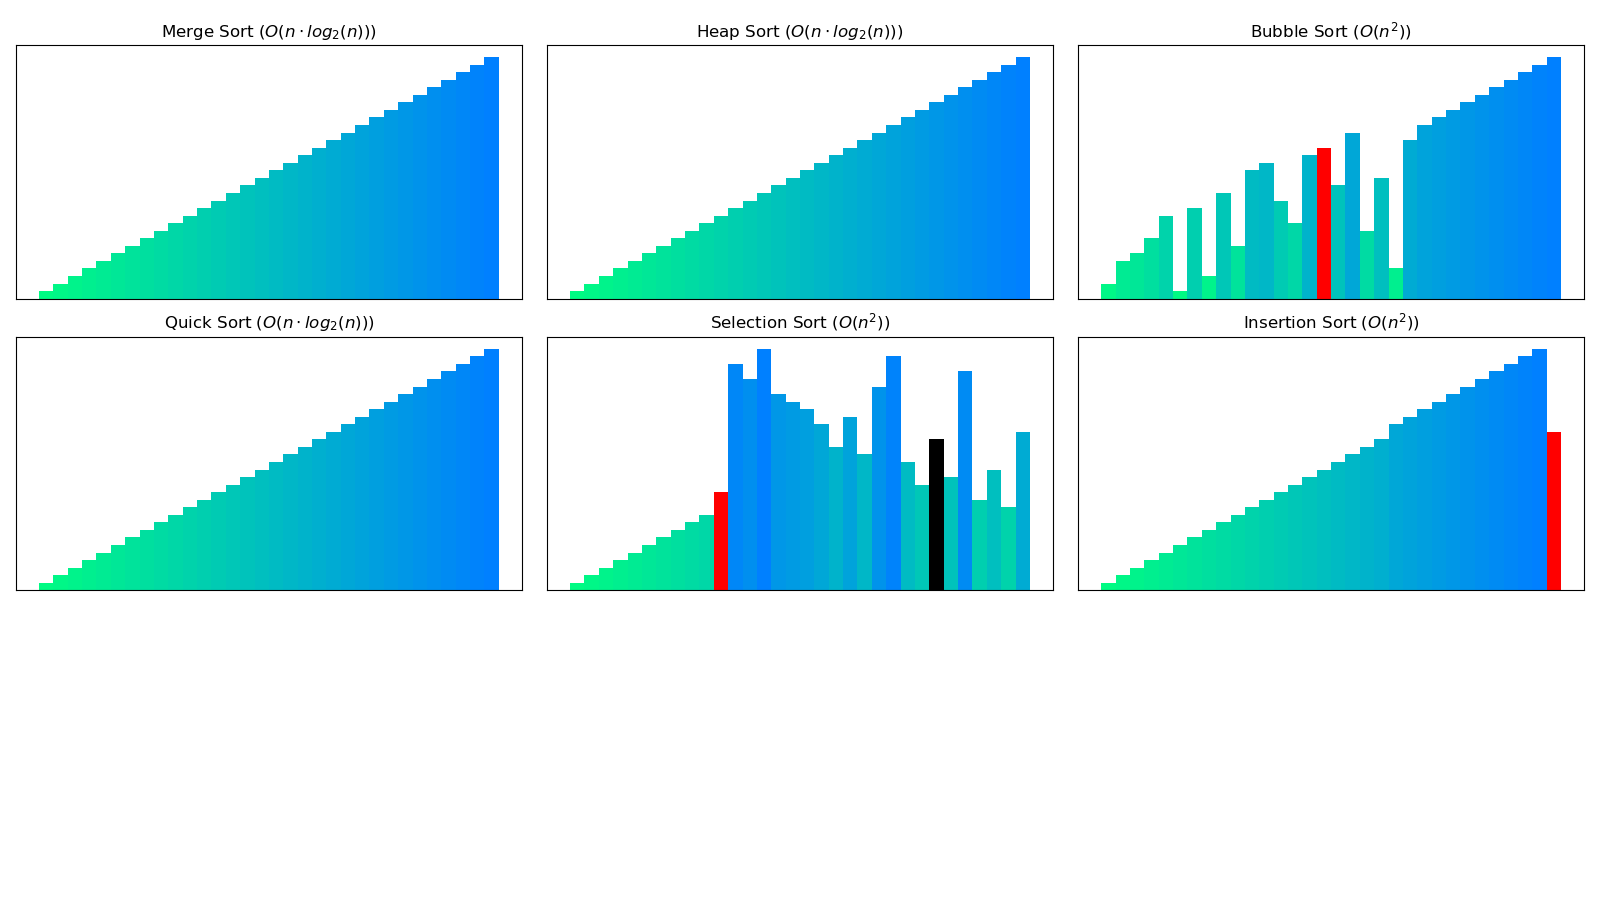 Merge Sort (O(n · log₂(n)))
Heap Sort (O(n · log₂(n)))
Bubble Sort (O(n²))
Quick Sort (O(n · log₂(n)))
Selection Sort (O(n²))
Insertion Sort (O(n²))